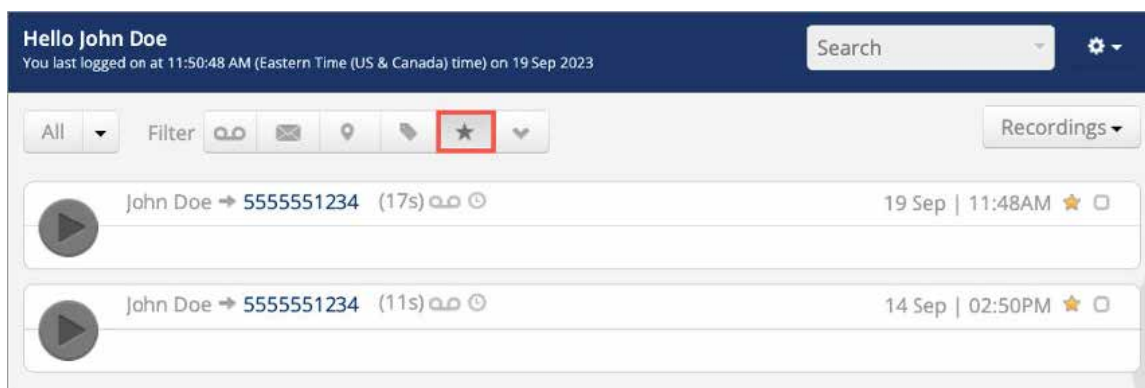 Hello John Doe
You last logged on at 11:50:48 AM (Eastern Time (US & Canada) time) on 19 Sep 2023
Search
All Filter Recordings
John Doe → 5555551234 (17s) 19 Sep | 11:48AM
John Doe → 5555551234 (11s) 14 Sep | 02:50PM